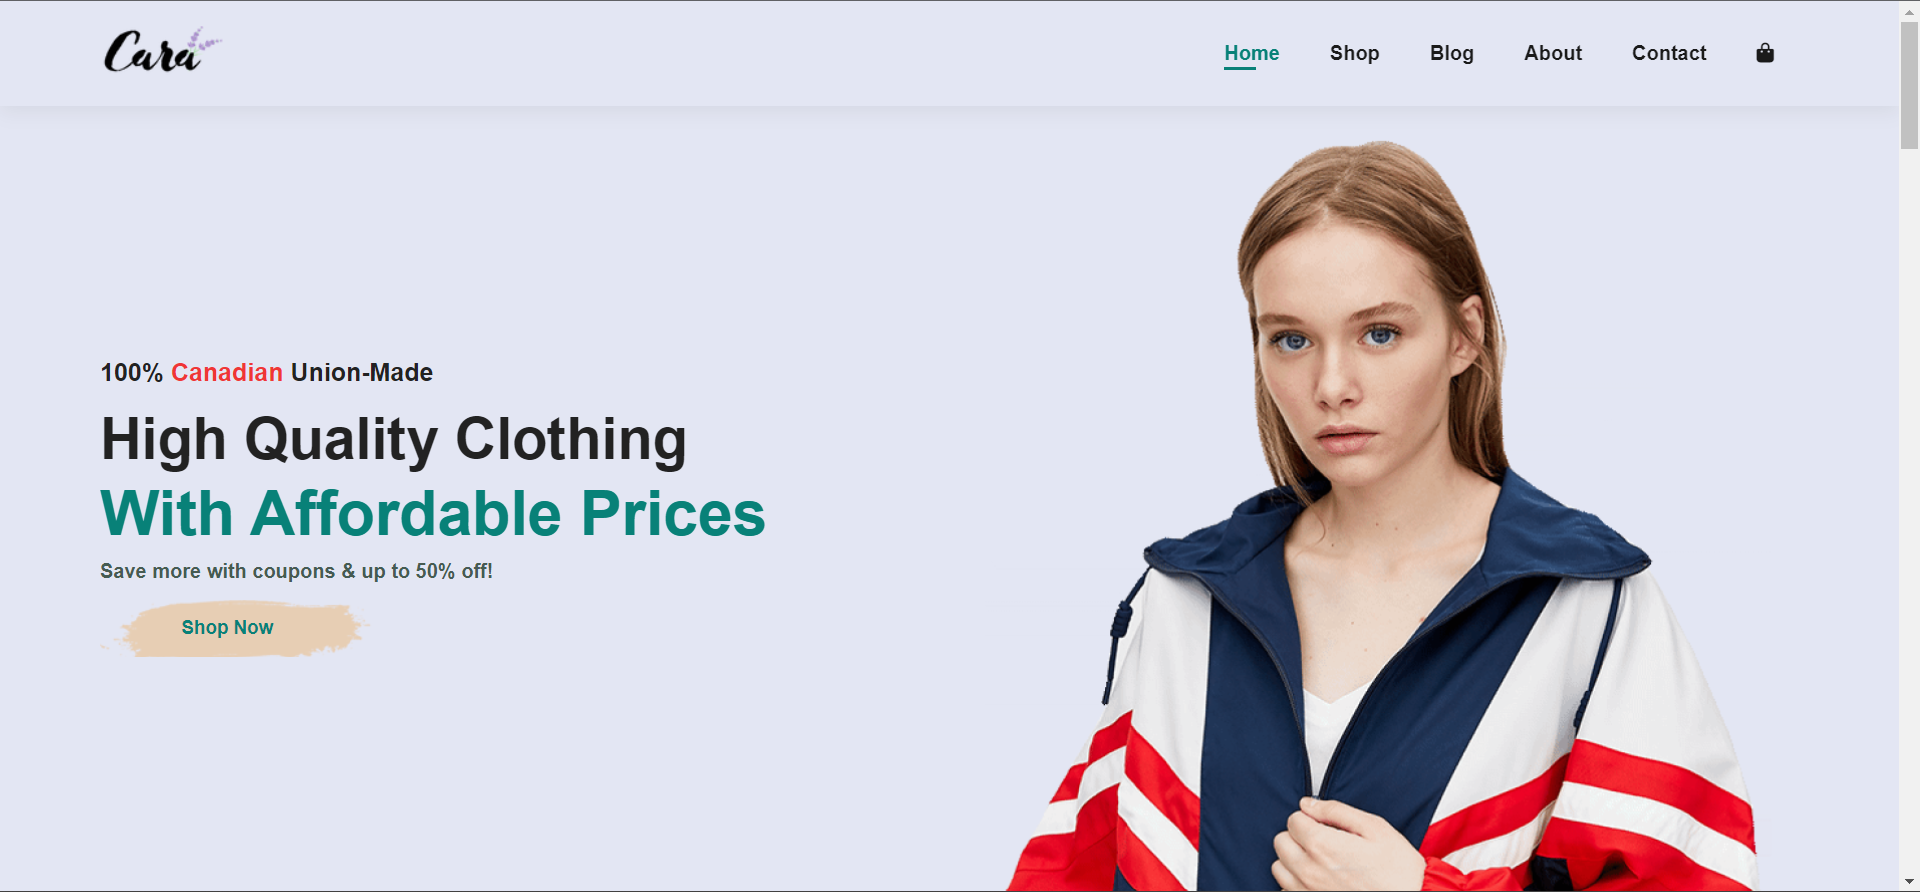 Cara
Home Shop Blog About Contact
100% Canadian Union-Made
High Quality Clothing
With Affordable Prices
Save more with coupons & up to 50% off!
Shop Now